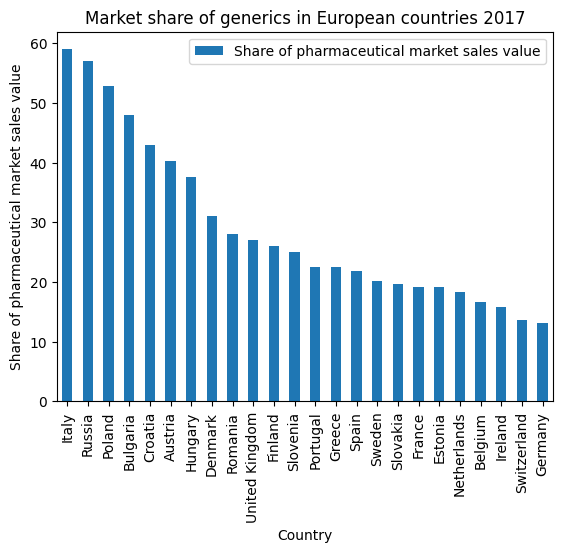 Market share of generics in European countries 2017
Share of pharmaceutical market sales value
Share of pharmaceutical market sales value
60
50
40
30
20
10
0
Italy
Russia
Poland
Bulgaria
Croatia
Austria
Hungary
Denmark
Romania
United Kingdom
Finland
Slovenia
Portugal
Greece
Spain
Sweden
Slovakia
France
Estonia
Netherlands
Belgium
Ireland
Switzerland
Germany
Country